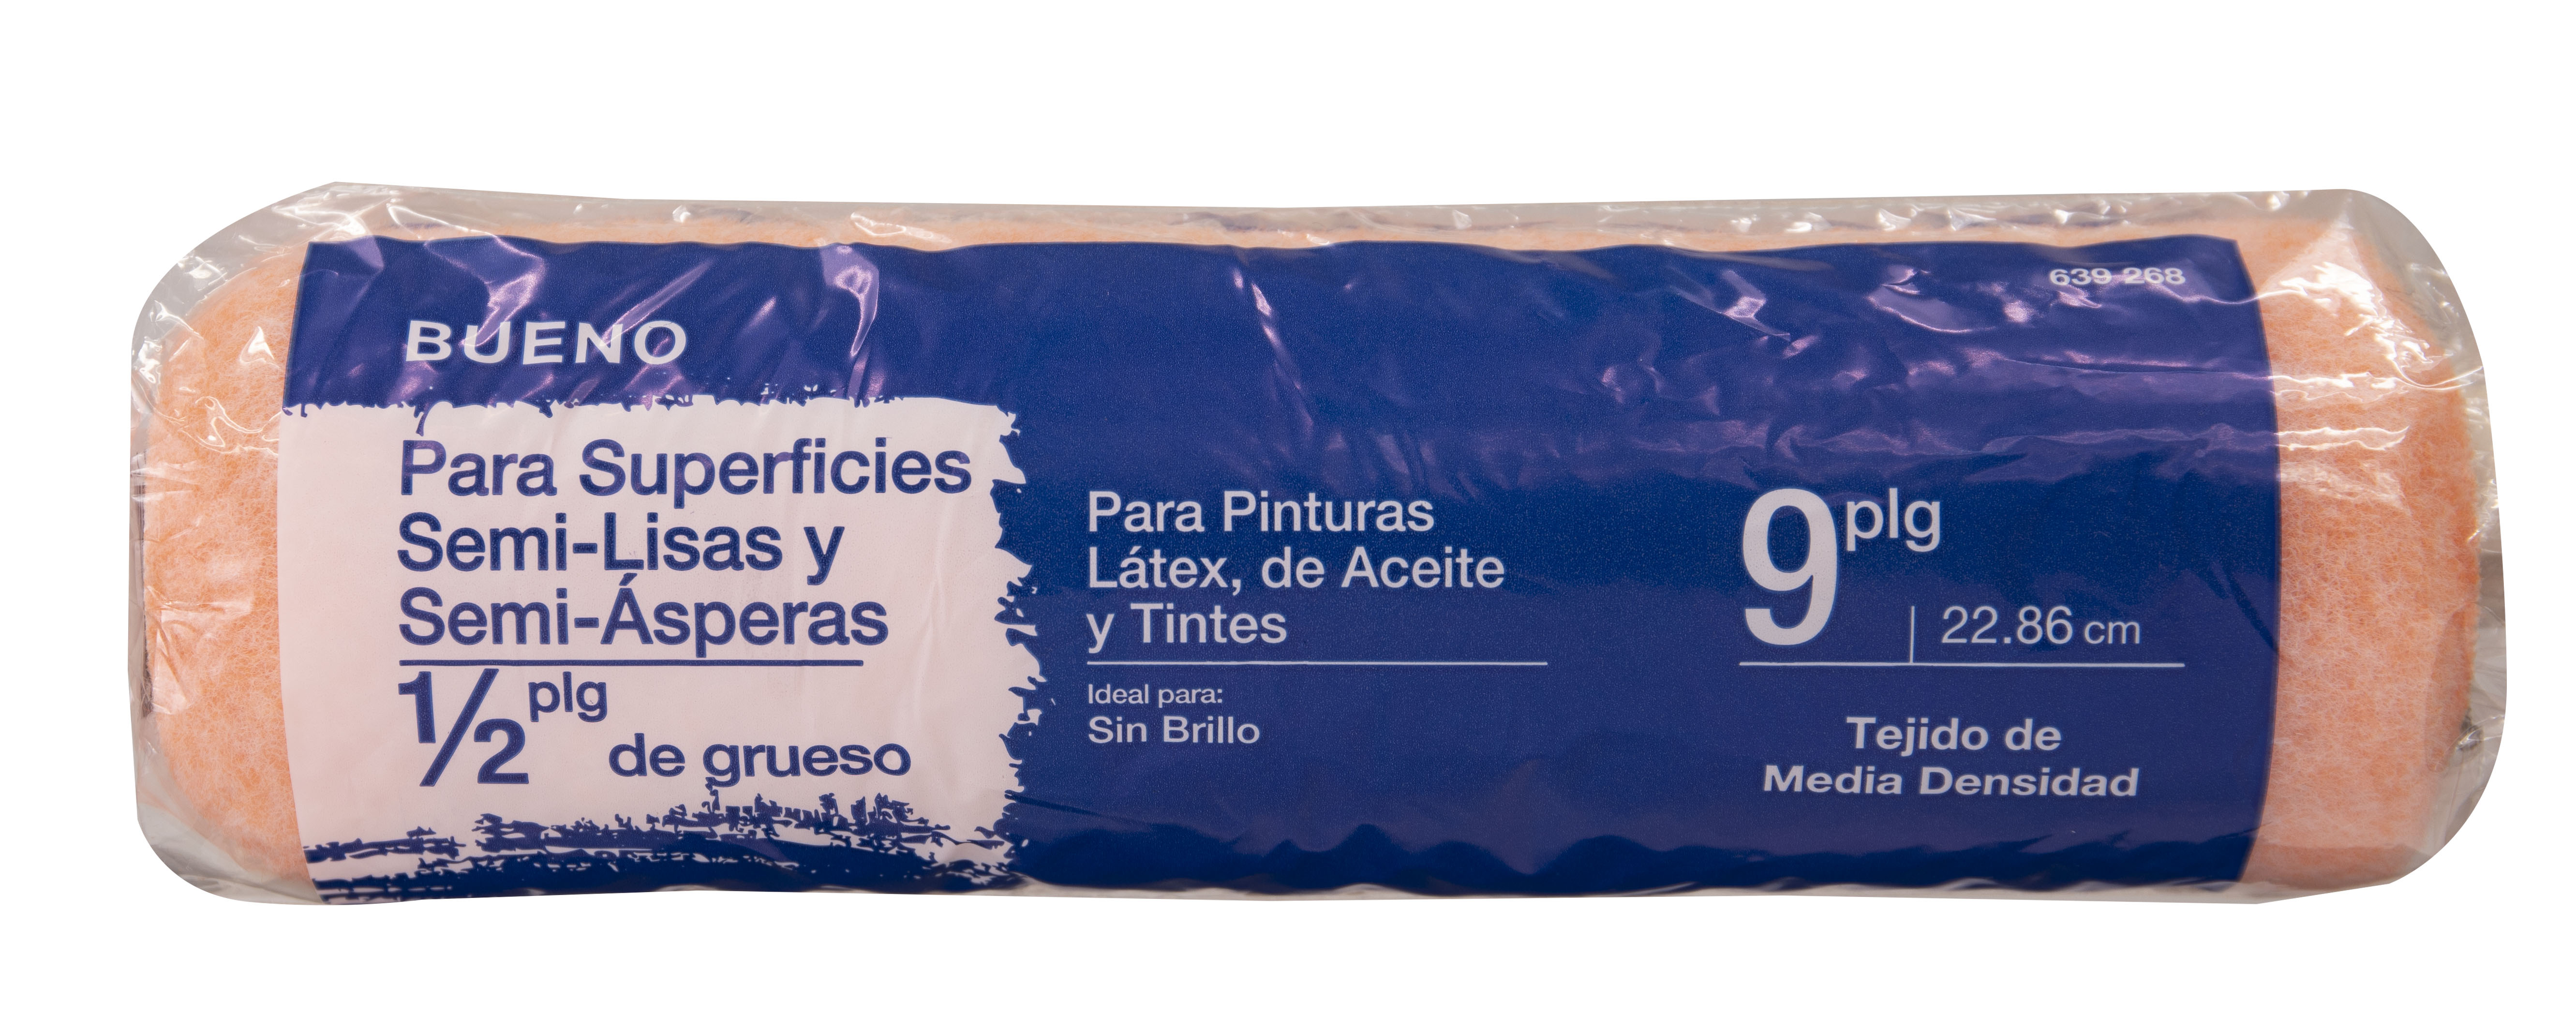 639 268
BUENO
Para Superficies
Semi-Lisas y
Semi-Ásperas
1/2 plg
de grueso
Para Pinturas
Látex, de Aceite
y Tintes
Ideal para:
Sin Brillo
9 plg
22.86 cm
Tejido de
Media Densidad